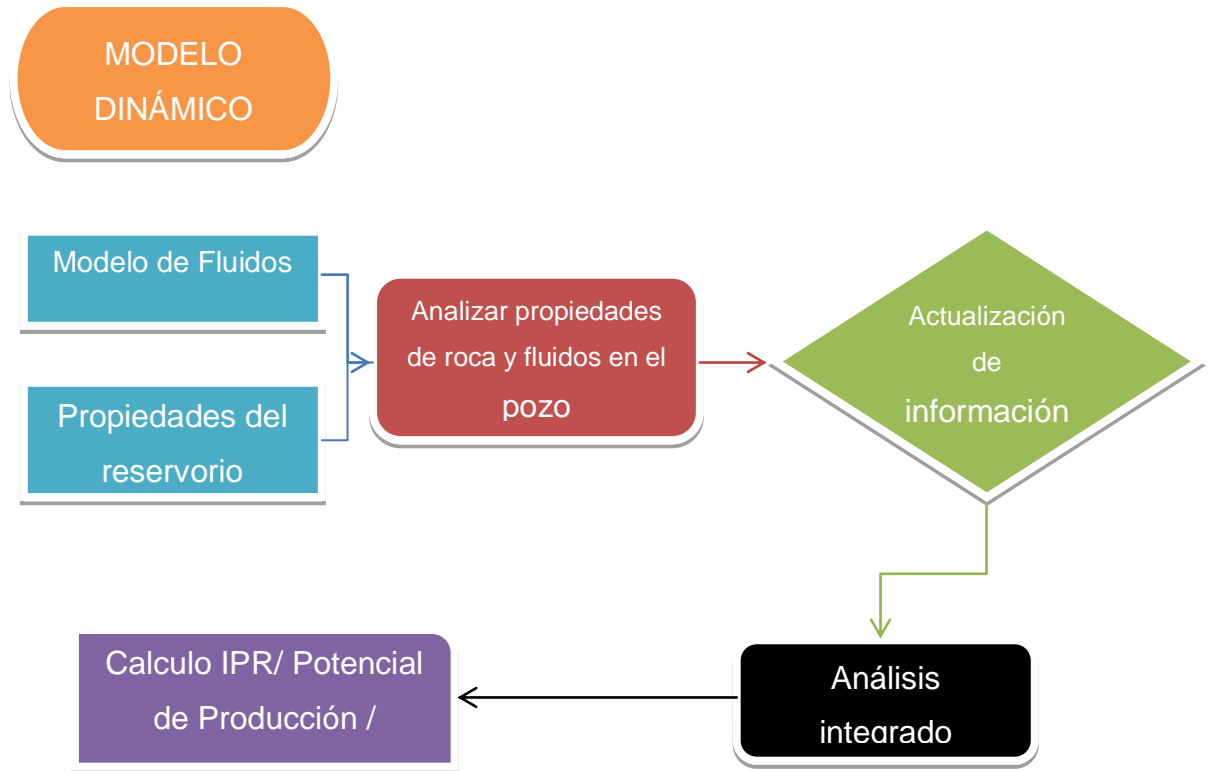 MODELO
DINÁMICO
Modelo de Fluidos
Propiedades del
reservorio
Analizar propiedades
de roca y fluidos en el
pozo
Actualización
de
información
Análisis
integrado
Calculo IPR/ Potencial
de Producción /